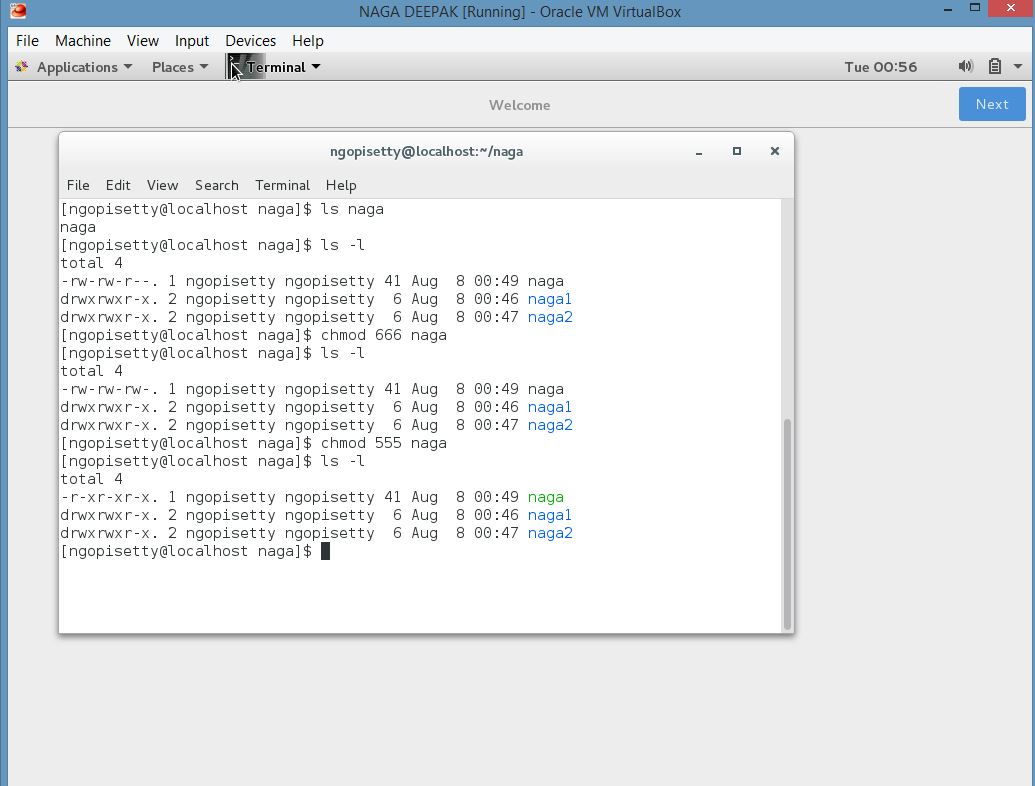 NAGA DEEPAK [Running] - Oracle VM VirtualBox
File Machine View Input Devices Help
Applications Places Terminal Tue 00:56
Welcome Next
ngopisetty@localhost:~/naga
File Edit View Search Terminal Help
[ngopisetty@localhost naga]$ ls naga
naga
[ngopisetty@localhost naga]$ ls -l
total 4
-rw-rw-r--. 1 ngopisetty ngopisetty 41 Aug  8 00:49 naga
drwxrwxr-x. 2 ngopisetty ngopisetty  6 Aug  8 00:46 naga1
drwxrwxr-x. 2 ngopisetty ngopisetty  6 Aug  8 00:47 naga2
[ngopisetty@localhost naga]$ chmod 666 naga
[ngopisetty@localhost naga]$ ls -l
total 4
-rw-rw-rw-. 1 ngopisetty ngopisetty 41 Aug  8 00:49 naga
drwxrwxr-x. 2 ngopisetty ngopisetty  6 Aug  8 00:46 naga1
drwxrwxr-x. 2 ngopisetty ngopisetty  6 Aug  8 00:47 naga2
[ngopisetty@localhost naga]$ chmod 555 naga
[ngopisetty@localhost naga]$ ls -l
total 4
-r-xr-xr-x. 1 ngopisetty ngopisetty 41 Aug  8 00:49 naga
drwxrwxr-x. 2 ngopisetty ngopisetty  6 Aug  8 00:46 naga1
drwxrwxr-x. 2 ngopisetty ngopisetty  6 Aug  8 00:47 naga2
[ngopisetty@localhost naga]$